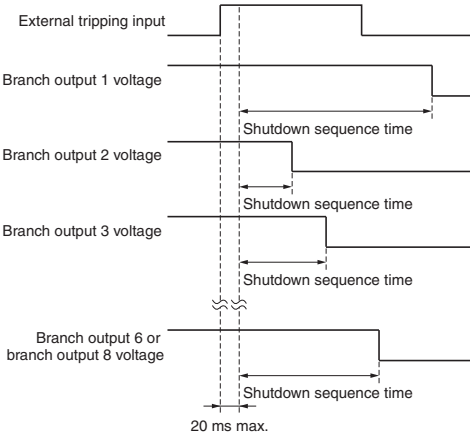 External tripping input
Branch output 1 voltage
Shutdown sequence time
Branch output 2 voltage
Shutdown sequence time
Branch output 3 voltage
Shutdown sequence time
Branch output 6 or
branch output 8 voltage
Shutdown sequence time
20 ms max.